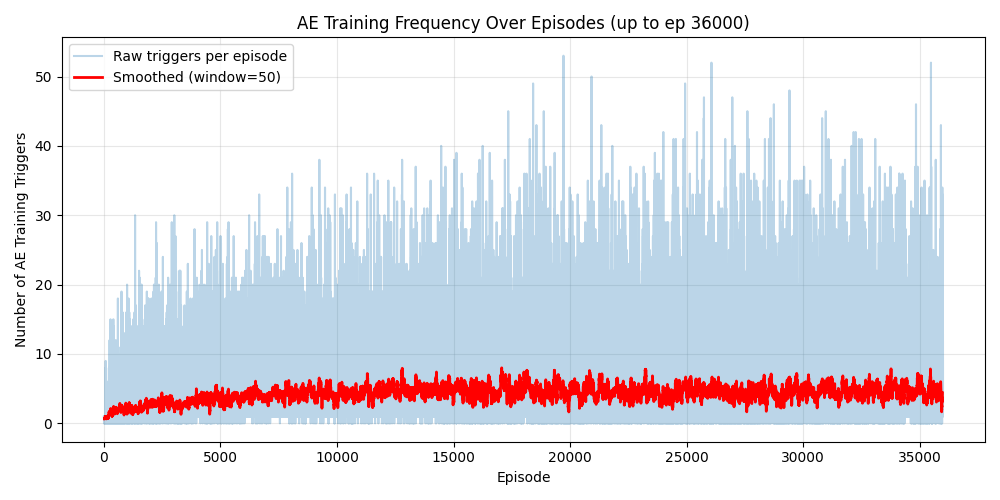 AE Training Frequency Over Episodes (up to ep 36000)
Raw triggers per episode
Smoothed (window=50)
Number of AE Training Triggers
50
40
30
20
10
0
0 5000 10000 15000 20000 25000 30000 35000
Episode